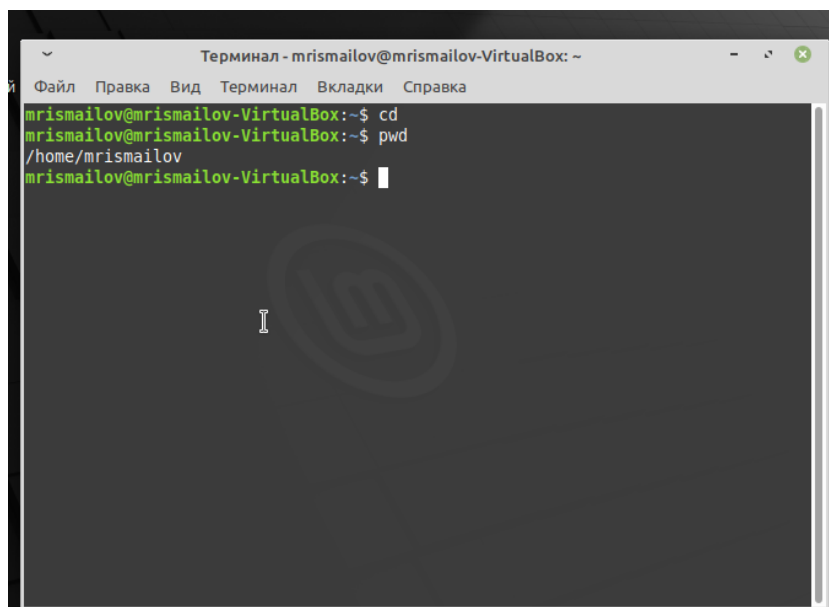 Терминал - mrismailov@mrismailov-VirtualBox: ~
й Файл Правка Вид Терминал Вкладки Справка
mrismailov@mrismailov-VirtualBox:~$ cd
mrismailov@mrismailov-VirtualBox:~$ pwd
/home/mrismailov
mrismailov@mrismailov-VirtualBox:~$